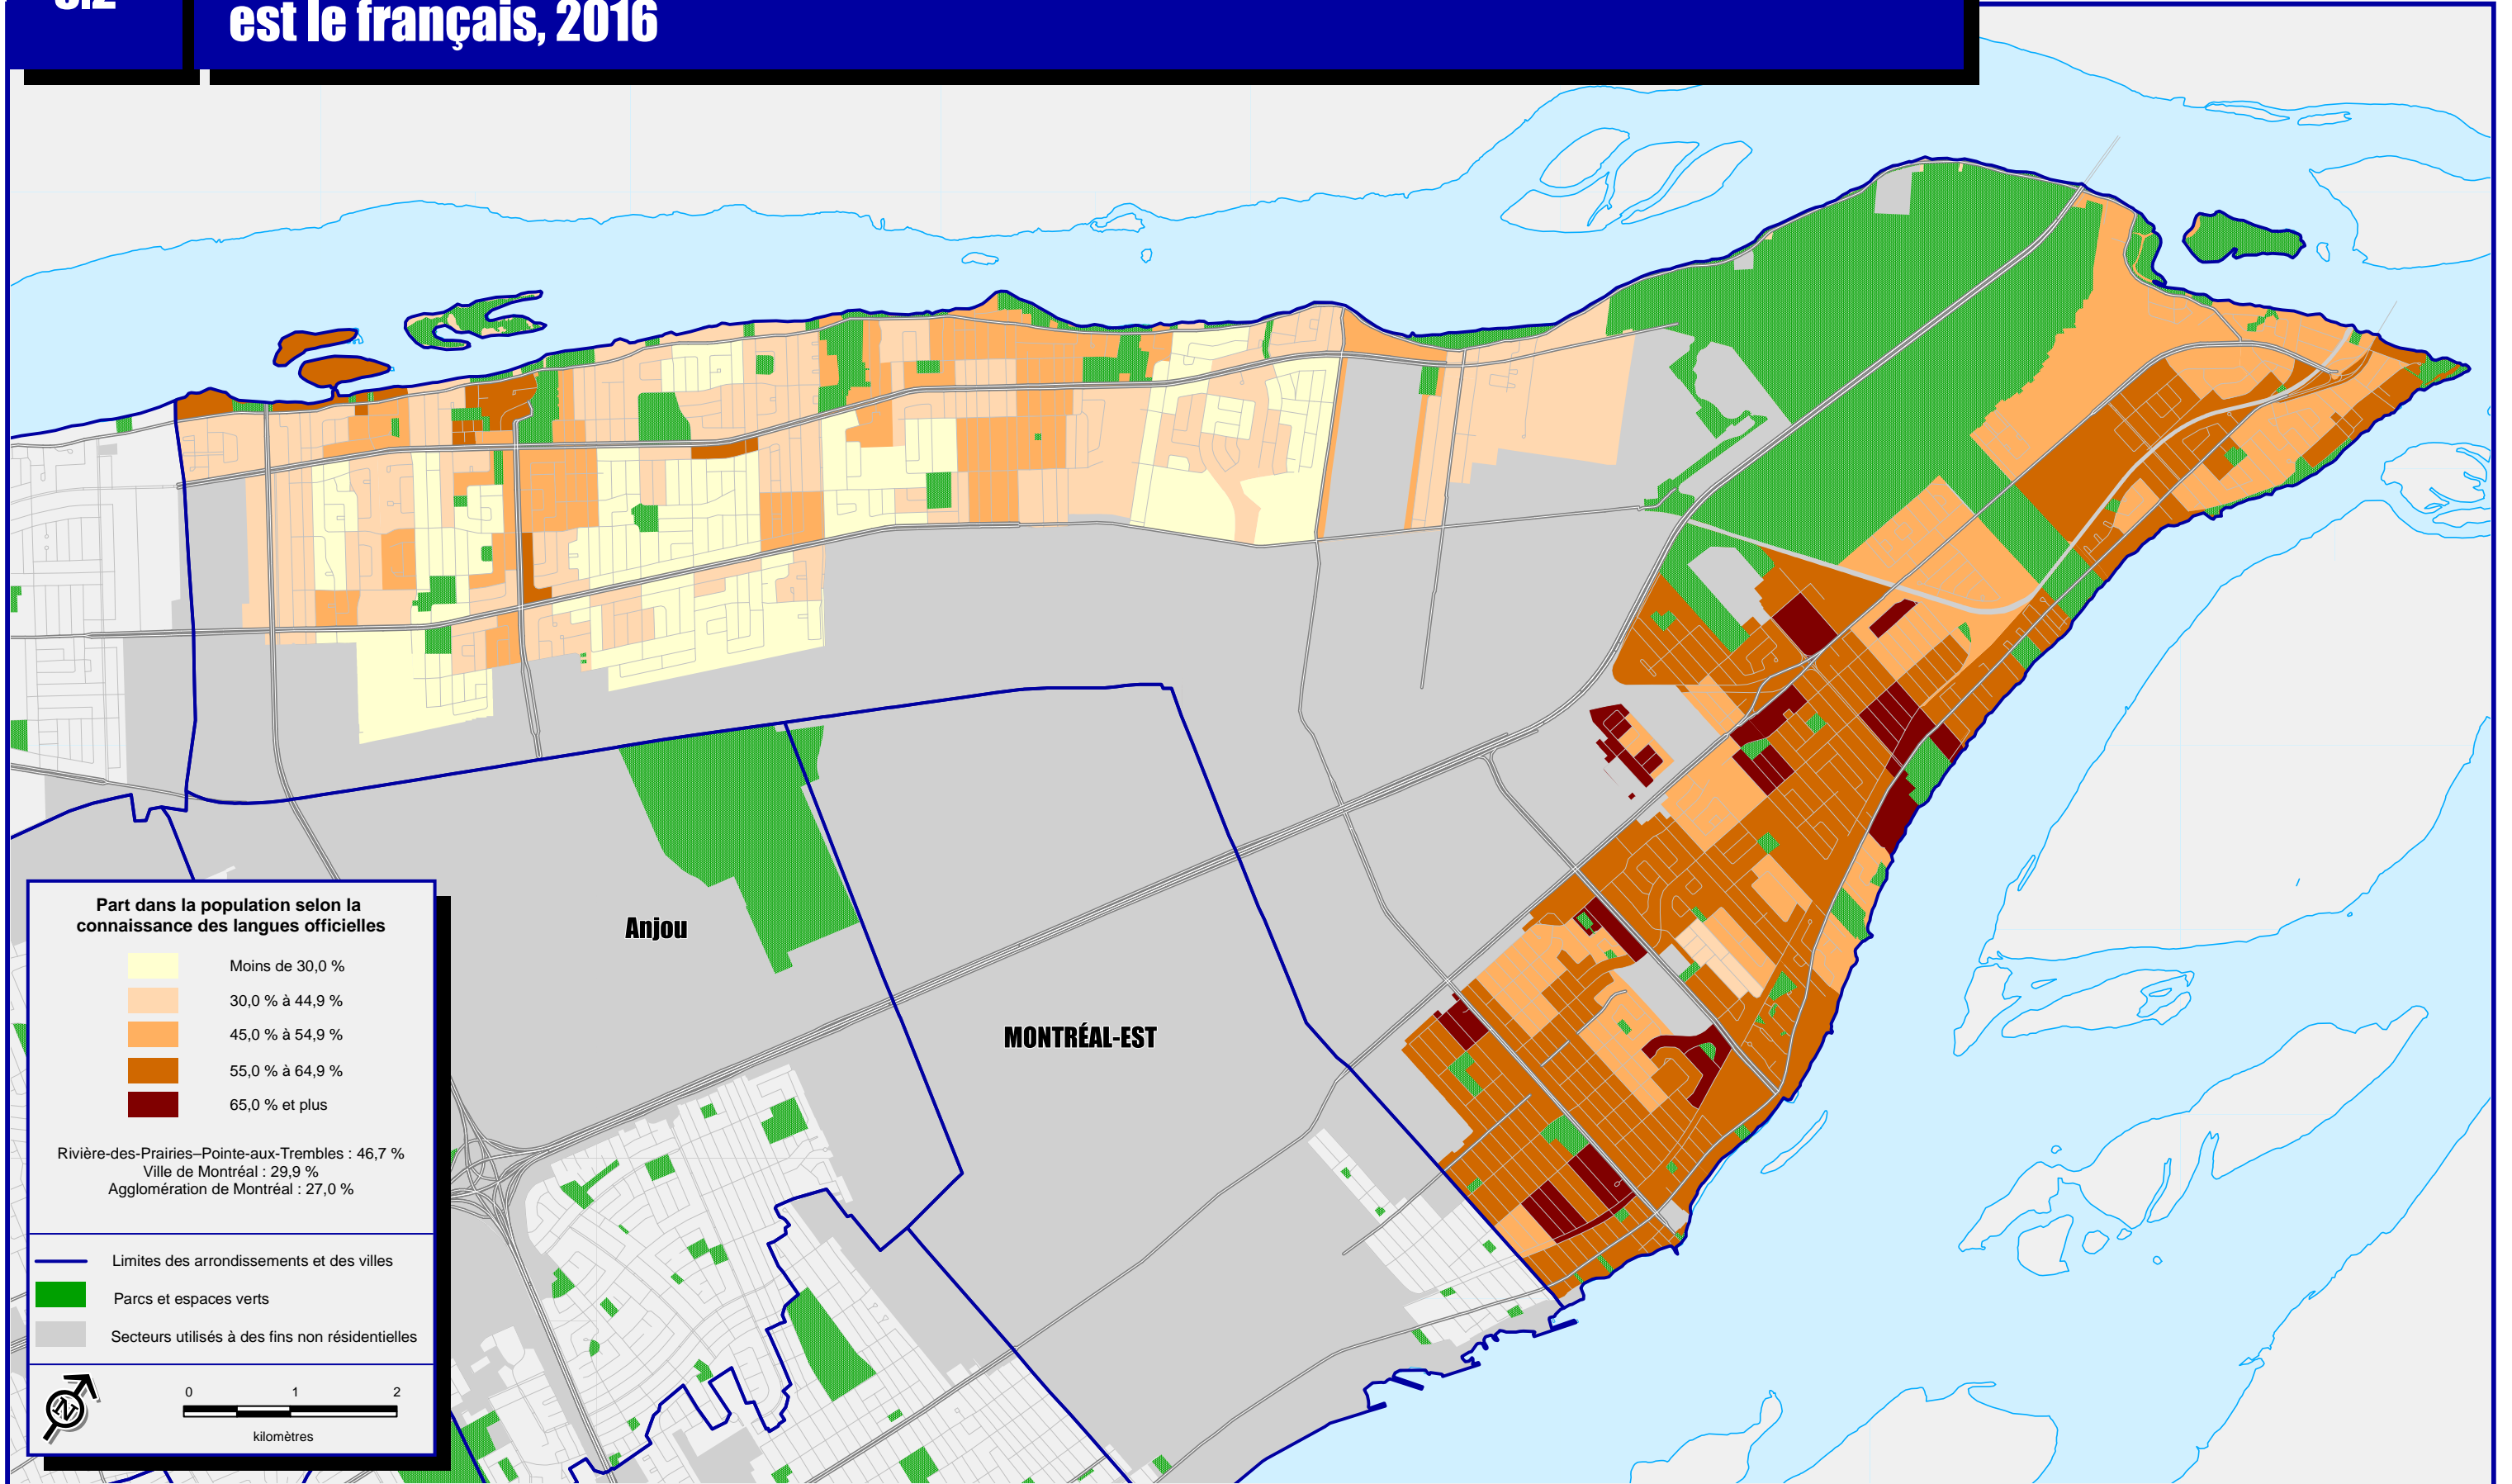 est le français, 2016
Anjou
MONTRÉAL-EST
Part dans la population selon la
connaissance des langues officielles
Moins de 30,0 %
30,0 % à 44,9 %
45,0 % à 54,9 %
55,0 % à 64,9 %
65,0 % et plus
Rivière-des-Prairies–Pointe-aux-Trembles : 46,7 %
Ville de Montréal : 29,9 %
Agglomération de Montréal : 27,0 %
Limites des arrondissements et des villes
Parcs et espaces verts
Secteurs utilisés à des fins non résidentielles
N
0 1 2
kilomètres